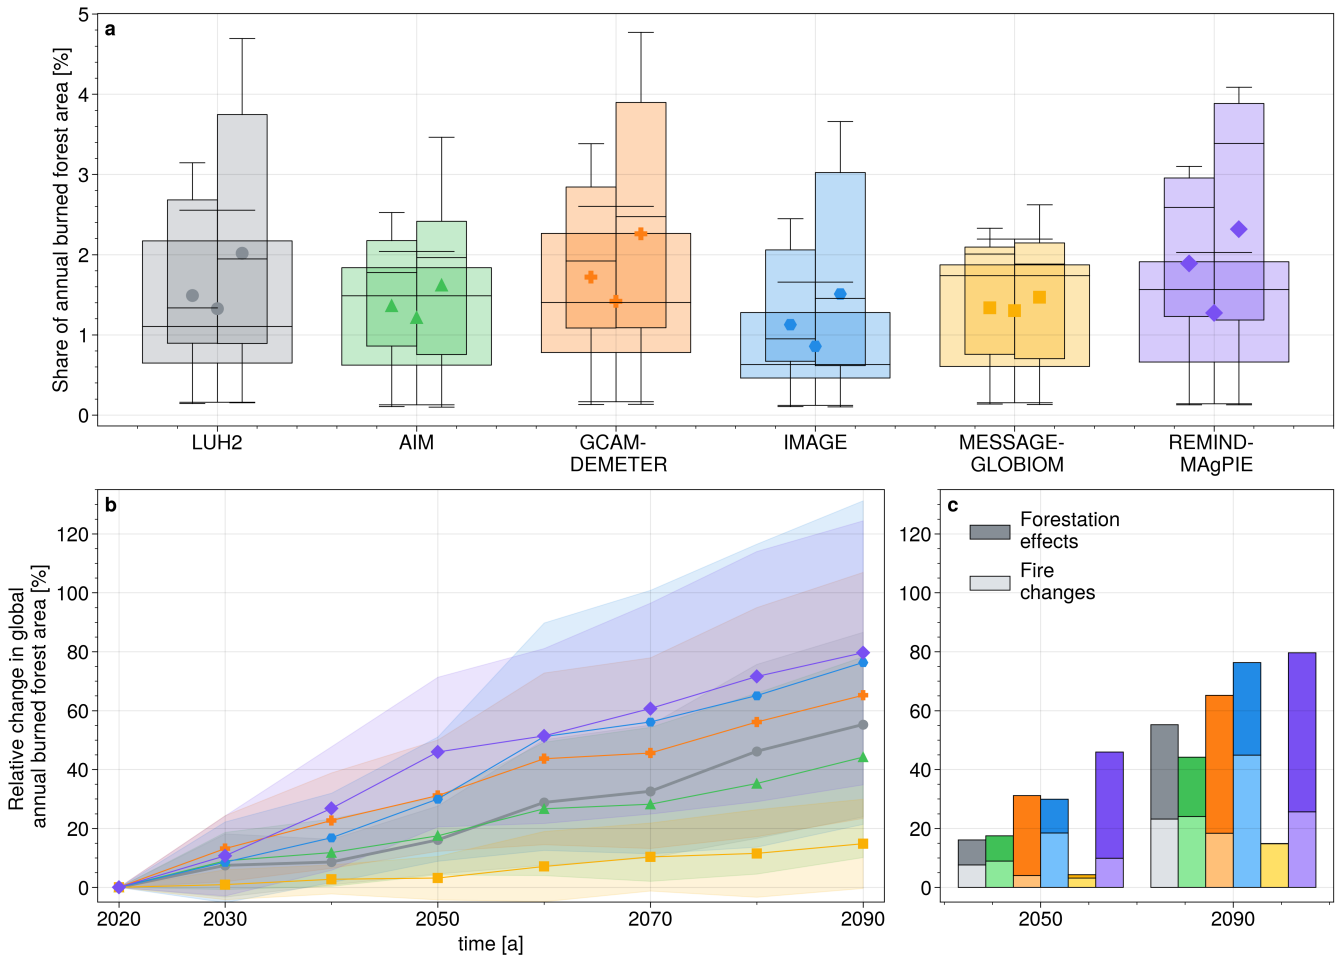 a
Share of annual burned forest area [%]
5
4
3
2
1
0
LUH2
AIM
GCAM-
DEMETER
IMAGE
MESSAGE-
GLOBIOM
REMIND-
MAgPIE
b
Relative change in global
annual burned forest area [%]
120
100
80
60
40
20
0
2020
2030
2050
2070
2090
time [a]
c
Forestation
effects
Fire
changes
120
100
80
60
40
20
0
2050
2090